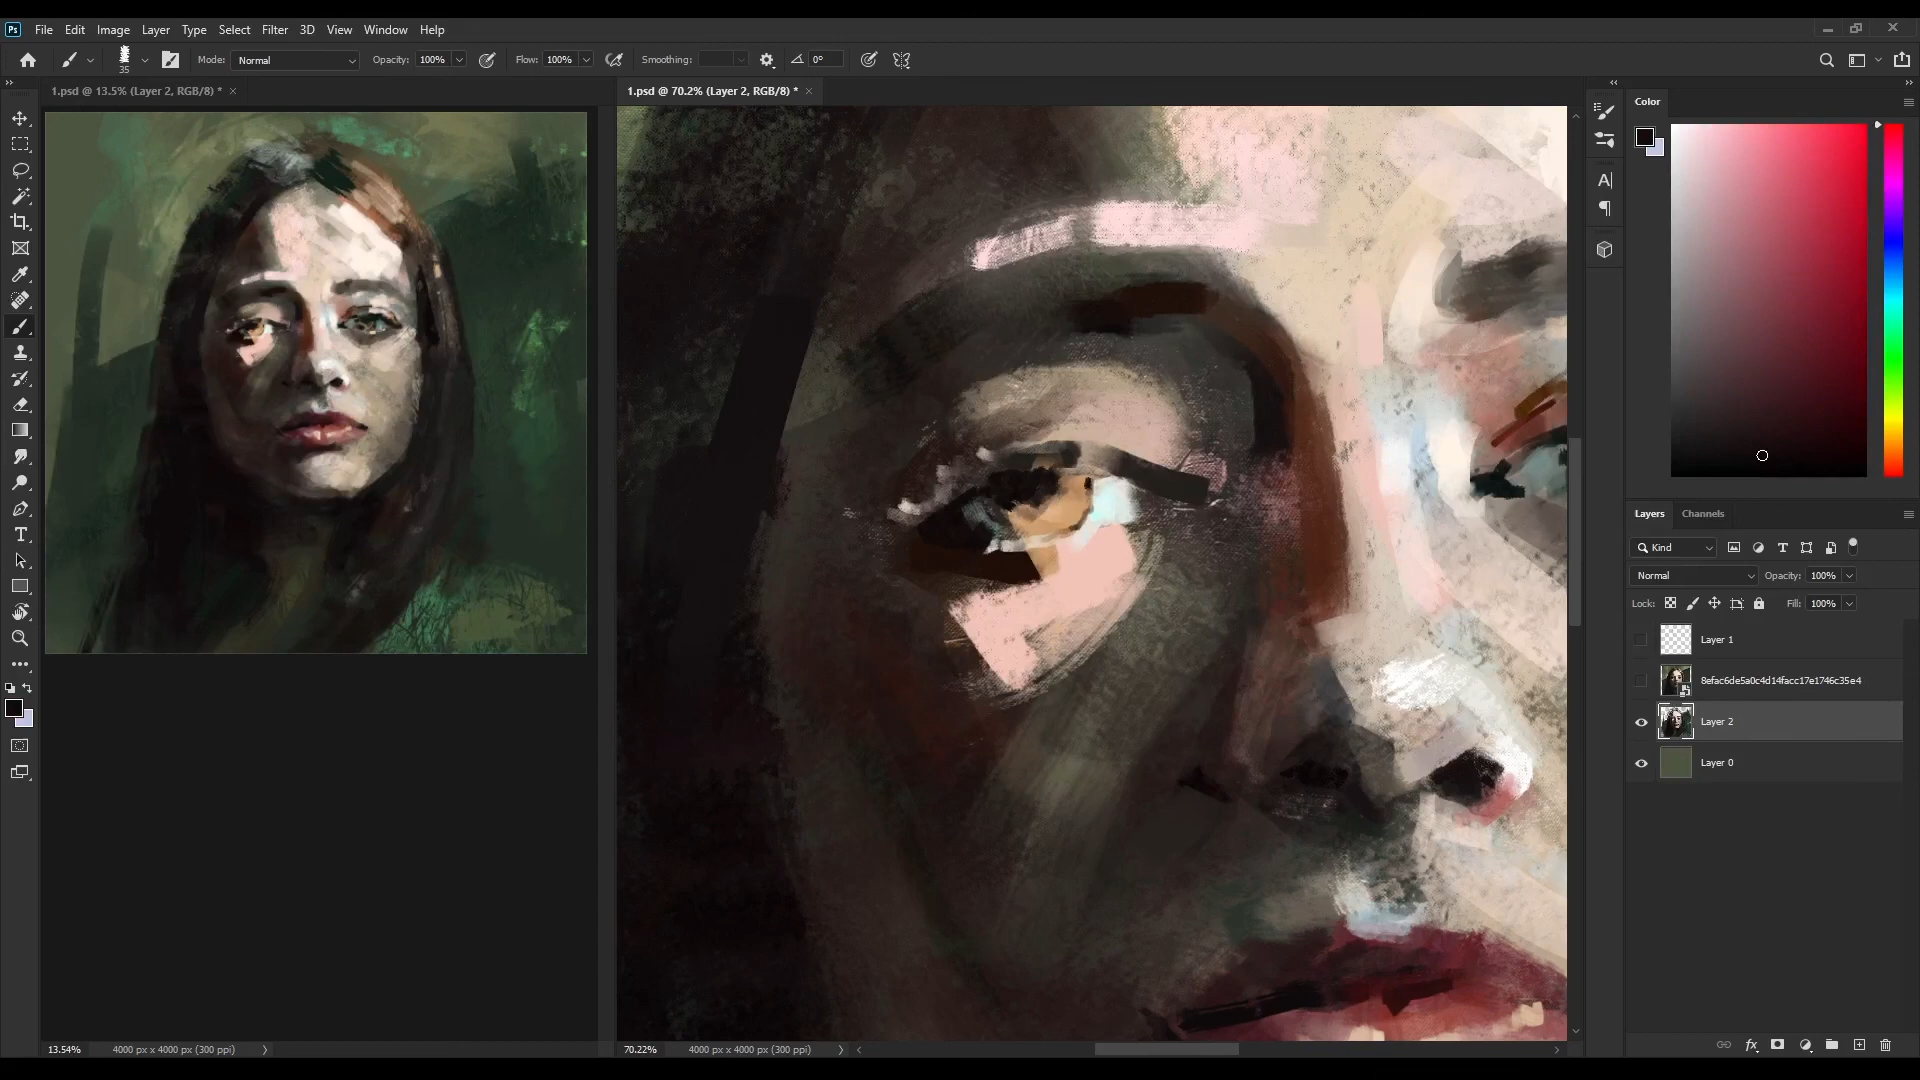 Ps File Edit Image Layer Type Select Filter 3D View Window Help
35 Mode: Normal Opacity: 100% Flow: 100% Smoothing: 0°
1.psd @ 13.5% (Layer 2, RGB/8) * ×
1.psd @ 70.2% (Layer 2, RGB/8) * ×
Color
Layers Channels
Kind
Normal Opacity: 100%
Lock: Fill: 100%
Layer 1
8efac6de5a0c4d14facc17e1746c35e4
Layer 2
Layer 0
13.54% 4000 px x 4000 px (300 ppi)
70.22% 4000 px x 4000 px (300 ppi)
fx